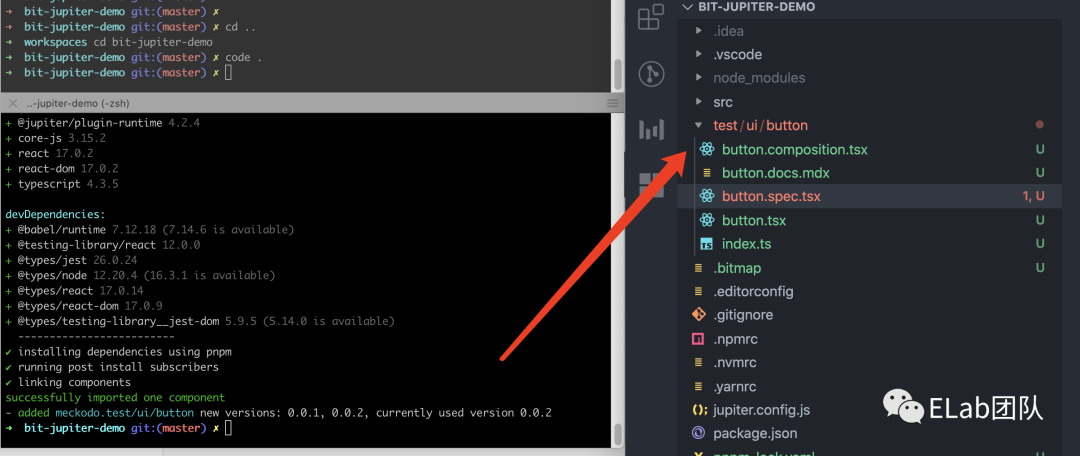 ➜ bit-jupiter-demo git:(master) ✗
➜ bit-jupiter-demo git:(master) ✗ cd ..
➜ workspaces cd bit-jupiter-demo
➜ bit-jupiter-demo git:(master) ✗ code .
➜ bit-jupiter-demo git:(master) ✗
..-jupiter-demo (-zsh)
+ @jupiter/plugin-runtime 4.2.4
+ core-js 3.15.2
+ react 17.0.2
+ react-dom 17.0.2
+ typescript 4.3.5
devDependencies:
+ @babel/runtime 7.12.18 (7.14.6 is available)
+ @testing-library/react 12.0.0
+ @types/jest 26.0.24
+ @types/node 12.20.4 (16.3.1 is available)
+ @types/react 17.0.14
+ @types/react-dom 17.0.9
+ @types/testing-library__jest-dom 5.9.5 (5.14.0 is available)
-------------------------
✔ installing dependencies using pnpm
✔ running post install subscribers
✔ linking components
successfully imported one component
- added meckodo.test/ui/button new versions: 0.0.1, 0.0.2, currently used version 0.0.2
➜ bit-jupiter-demo git:(master) ✗
BIT-JUPITER-DEMO
.idea
.vscode
node_modules
src
test/ui/button
button.composition.tsx U
button.docs.mdx U
button.spec.tsx 1, U
button.tsx U
TS index.ts U
.bitmap U
.editorconfig
.gitignore
.npmrc
.nvmrc
.yarnrc
jupiter.config.js
package.json
pnpm-lock.yaml
ELab团队